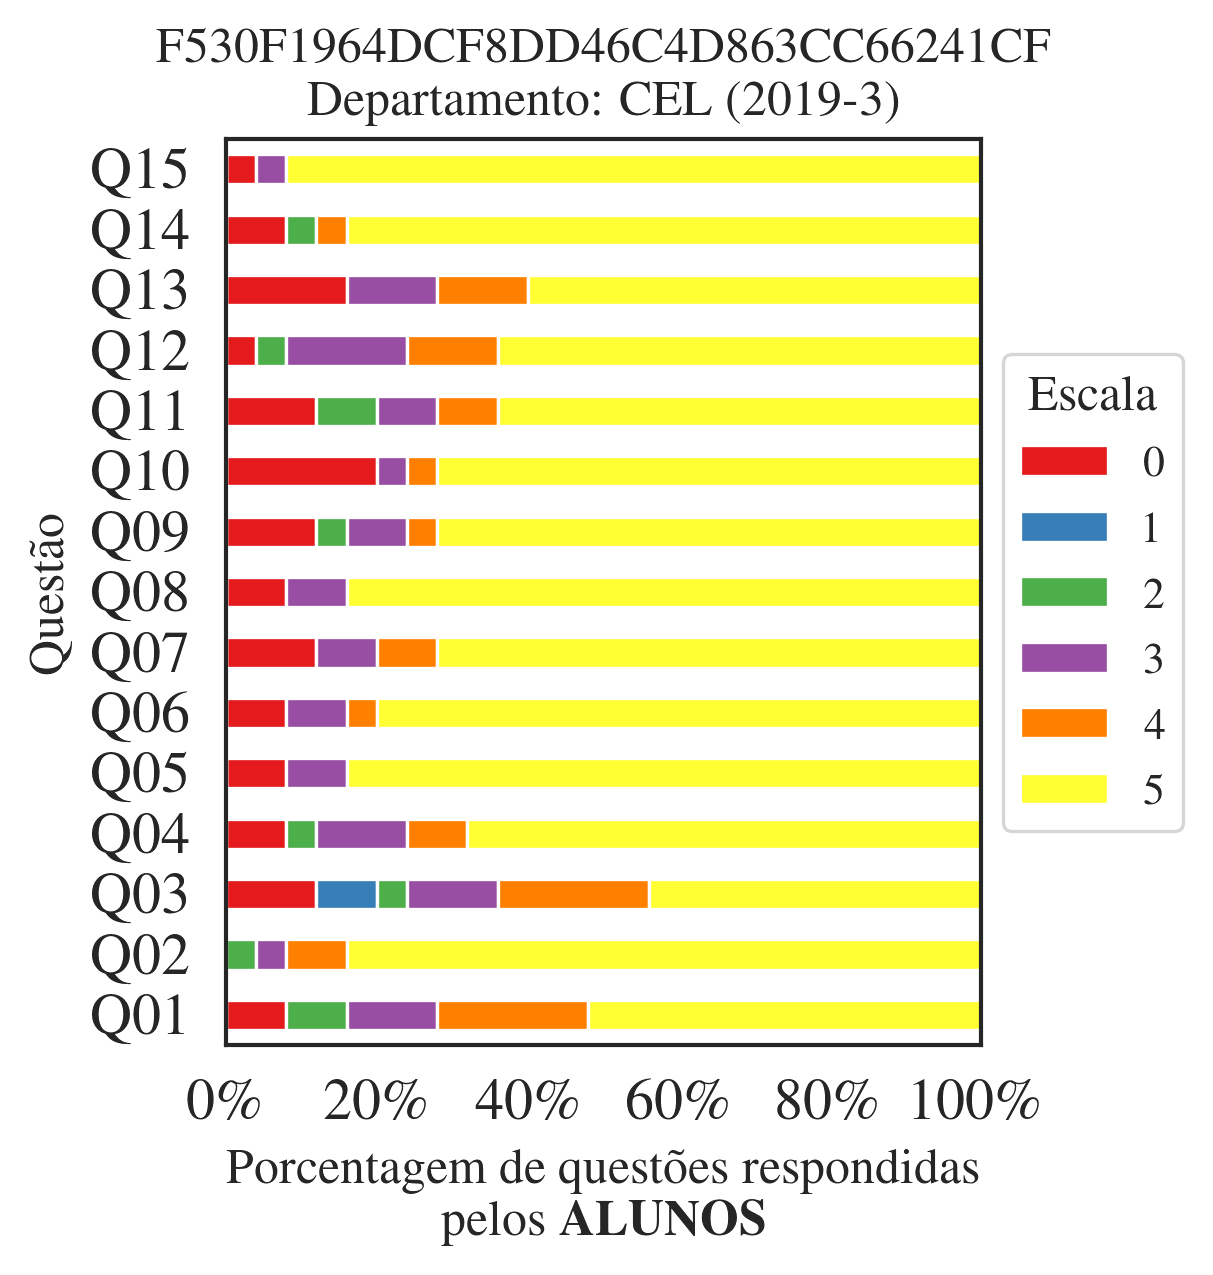 F530F1964DCF8DD46C4D863CC66241CF
Departamento: CEL (2019-3)
Questão
Q15
Q14
Q13
Q12
Q11
Q10
Q09
Q08
Q07
Q06
Q05
Q04
Q03
Q02
Q01
0% 20% 40% 60% 80% 100%
Porcentagem de questões respondidas
pelos ALUNOS
Escala
0
1
2
3
4
5